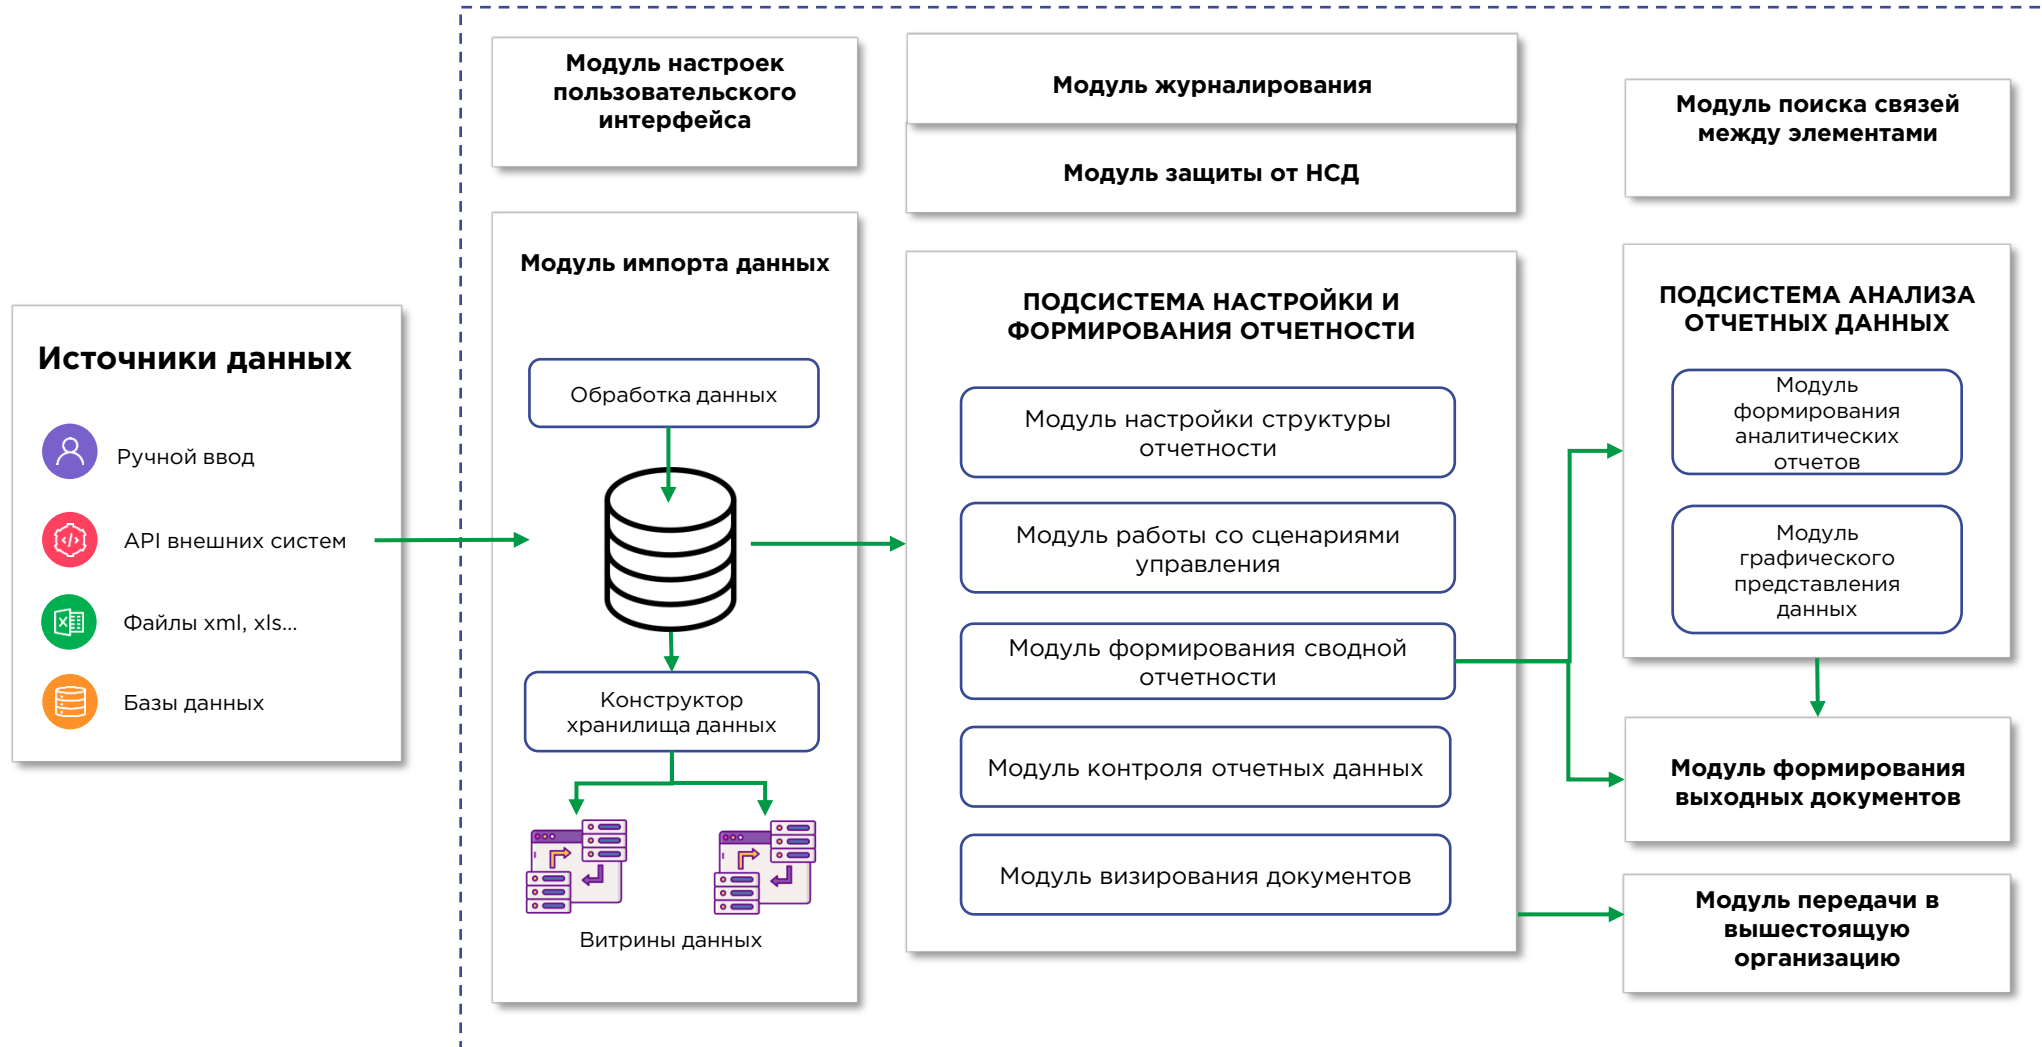 Модуль настроек
пользовательского
интерфейса
Модуль журналирования
Модуль защиты от НСД
Модуль поиска связей
между элементами
Источники данных
Ручной ввод
API внешних систем
Файлы xml, xls...
Базы данных
Модуль импорта данных
Обработка данных
Конструктор
хранилища данных
Витрины данных
ПОДСИСТЕМА НАСТРОЙКИ И
ФОРМИРОВАНИЯ ОТЧЕТНОСТИ
Модуль настройки структуры
отчетности
Модуль работы со сценариями
управления
Модуль формирования сводной
отчетности
Модуль контроля отчетных данных
Модуль визирования документов
ПОДСИСТЕМА АНАЛИЗА
ОТЧЕТНЫХ ДАННЫХ
Модуль
формирования
аналитических
отчетов
Модуль
графического
представления
данных
Модуль формирования
выходных документов
Модуль передачи в
вышестоящую
организацию